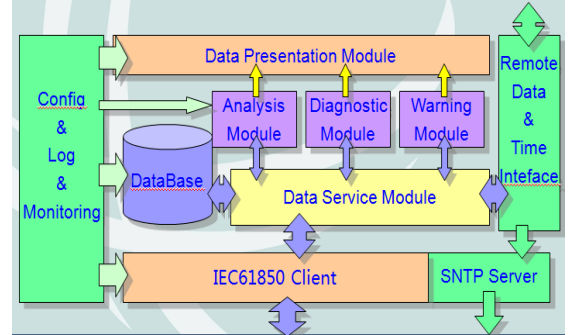 Data Presentation Module
Remote
Data
&
Time
Inteface
Config
&
Log
&
Monitoring
Analysis
Module
Diagnostic
Module
Warning
Module
DataBase
Data Service Module
IEC61850 Client
SNTP Server